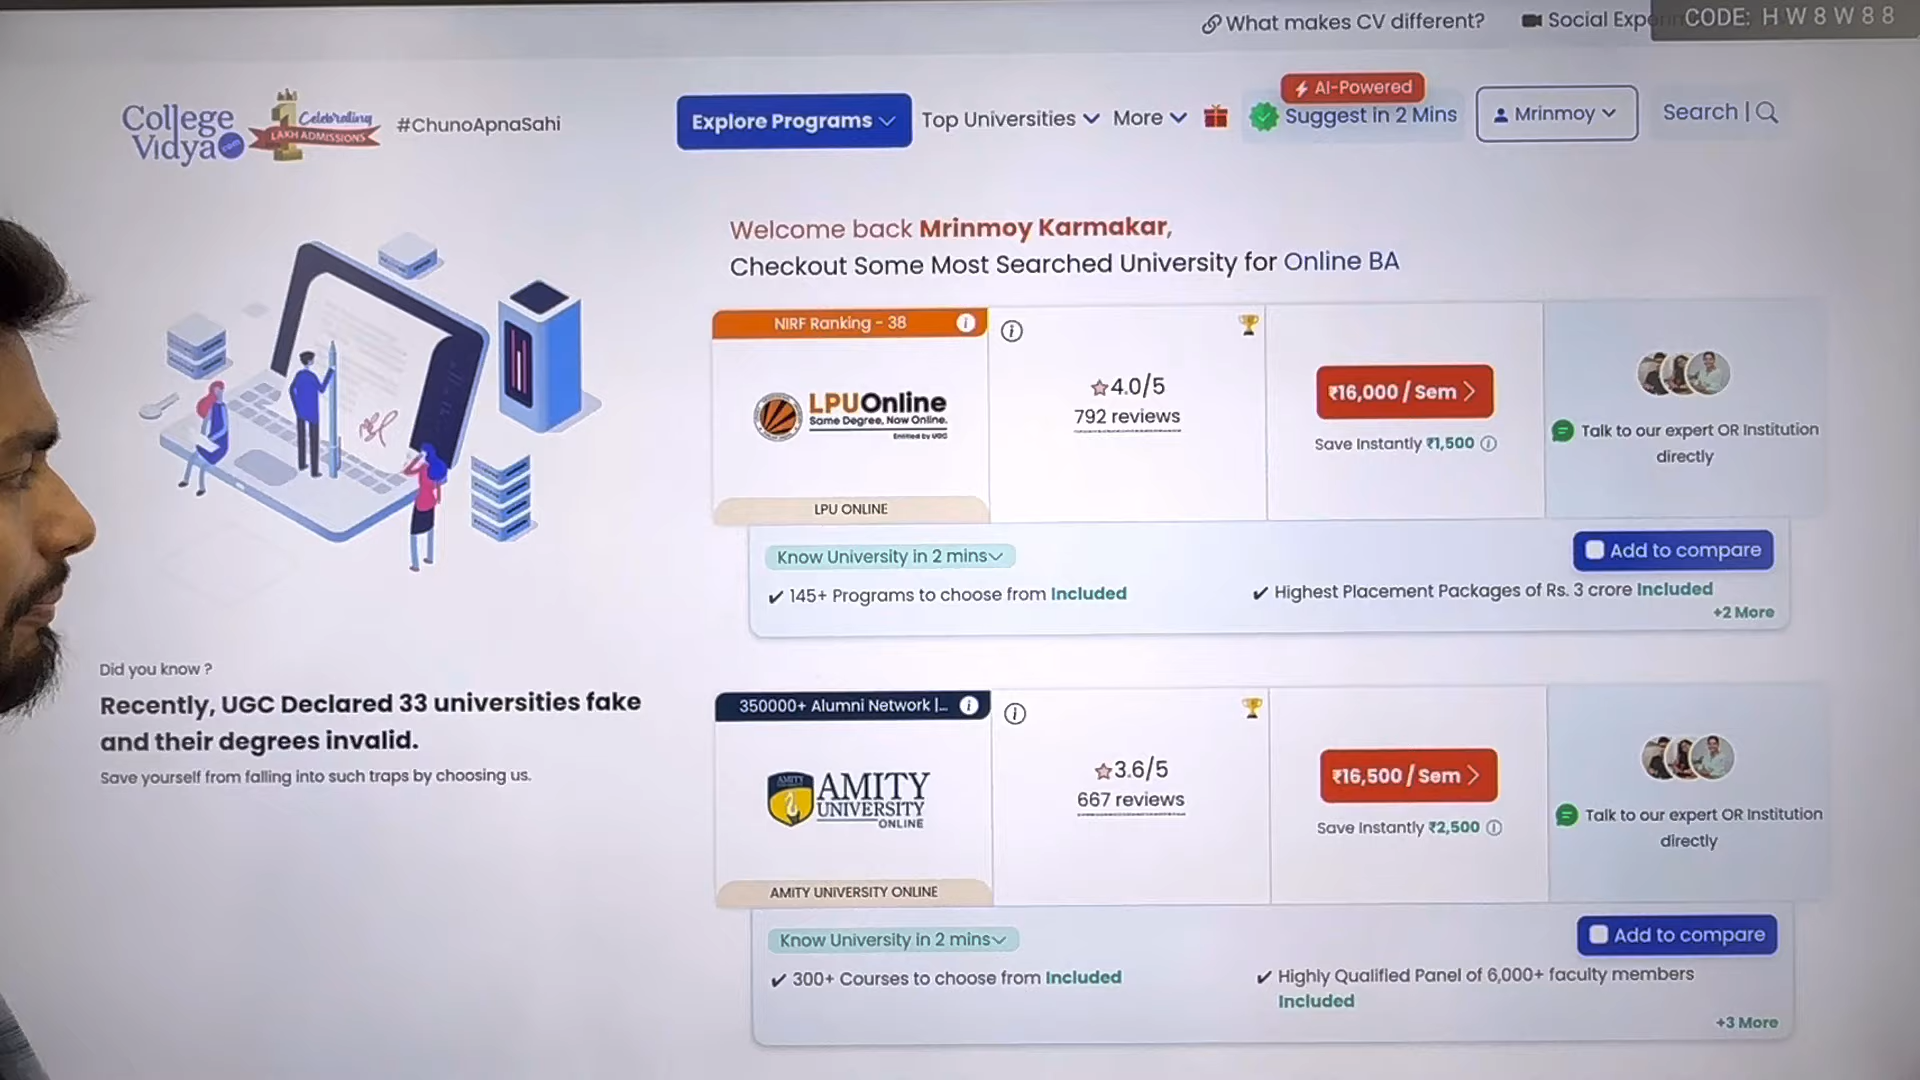 What makes CV different?
Social Exper
CODE: HW8W88
College
Vidya.com
Celebrating
1
LAKH ADMISSIONS
#ChunoApnaSahi
Explore Programs
Top Universities
More
AI-Powered
Suggest in 2 Mins
Mrinmoy
Search |
Welcome back Mrinmoy Karmakar,
Checkout Some Most Searched University for Online BA
NIRF Ranking - 38
LPUOnline
Same Degree, Now Online.
Entitled by UGC
LPU ONLINE
4.0/5
792 reviews
₹16,000 / Sem
Save Instantly ₹1,500
Talk to our expert OR Institution
directly
Know University in 2 mins
Add to compare
145+ Programs to choose from Included
Highest Placement Packages of Rs. 3 crore Included
+2 More
Did you know ?
Recently, UGC Declared 33 universities fake
and their degrees invalid.
Save yourself from falling into such traps by choosing us.
350000+ Alumni Network |...
AMITY
AMITY
UNIVERSITY
ONLINE
AMITY UNIVERSITY ONLINE
3.6/5
667 reviews
₹16,500 / Sem
Save Instantly ₹2,500
Talk to our expert OR Institution
directly
Know University in 2 mins
Add to compare
300+ Courses to choose from Included
Highly Qualified Panel of 6,000+ faculty members
Included
+3 More